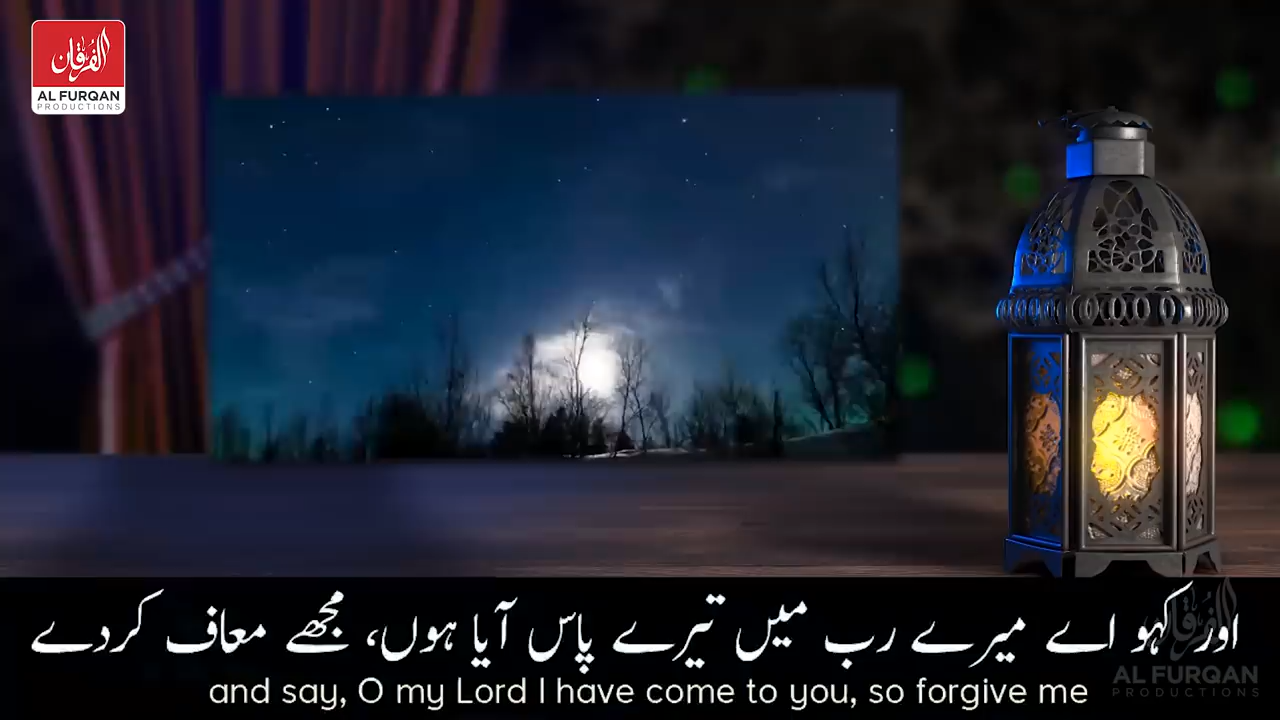 الفرقان
AL FURQAN
PRODUCTIONS
اور کہو اے میرے رب میں تیرے پاس آیا ہوں، مجھے معاف کردے
and say, O my Lord I have come to you, so forgive me
الفرقان
AL FURQAN
PRODUCTIONS